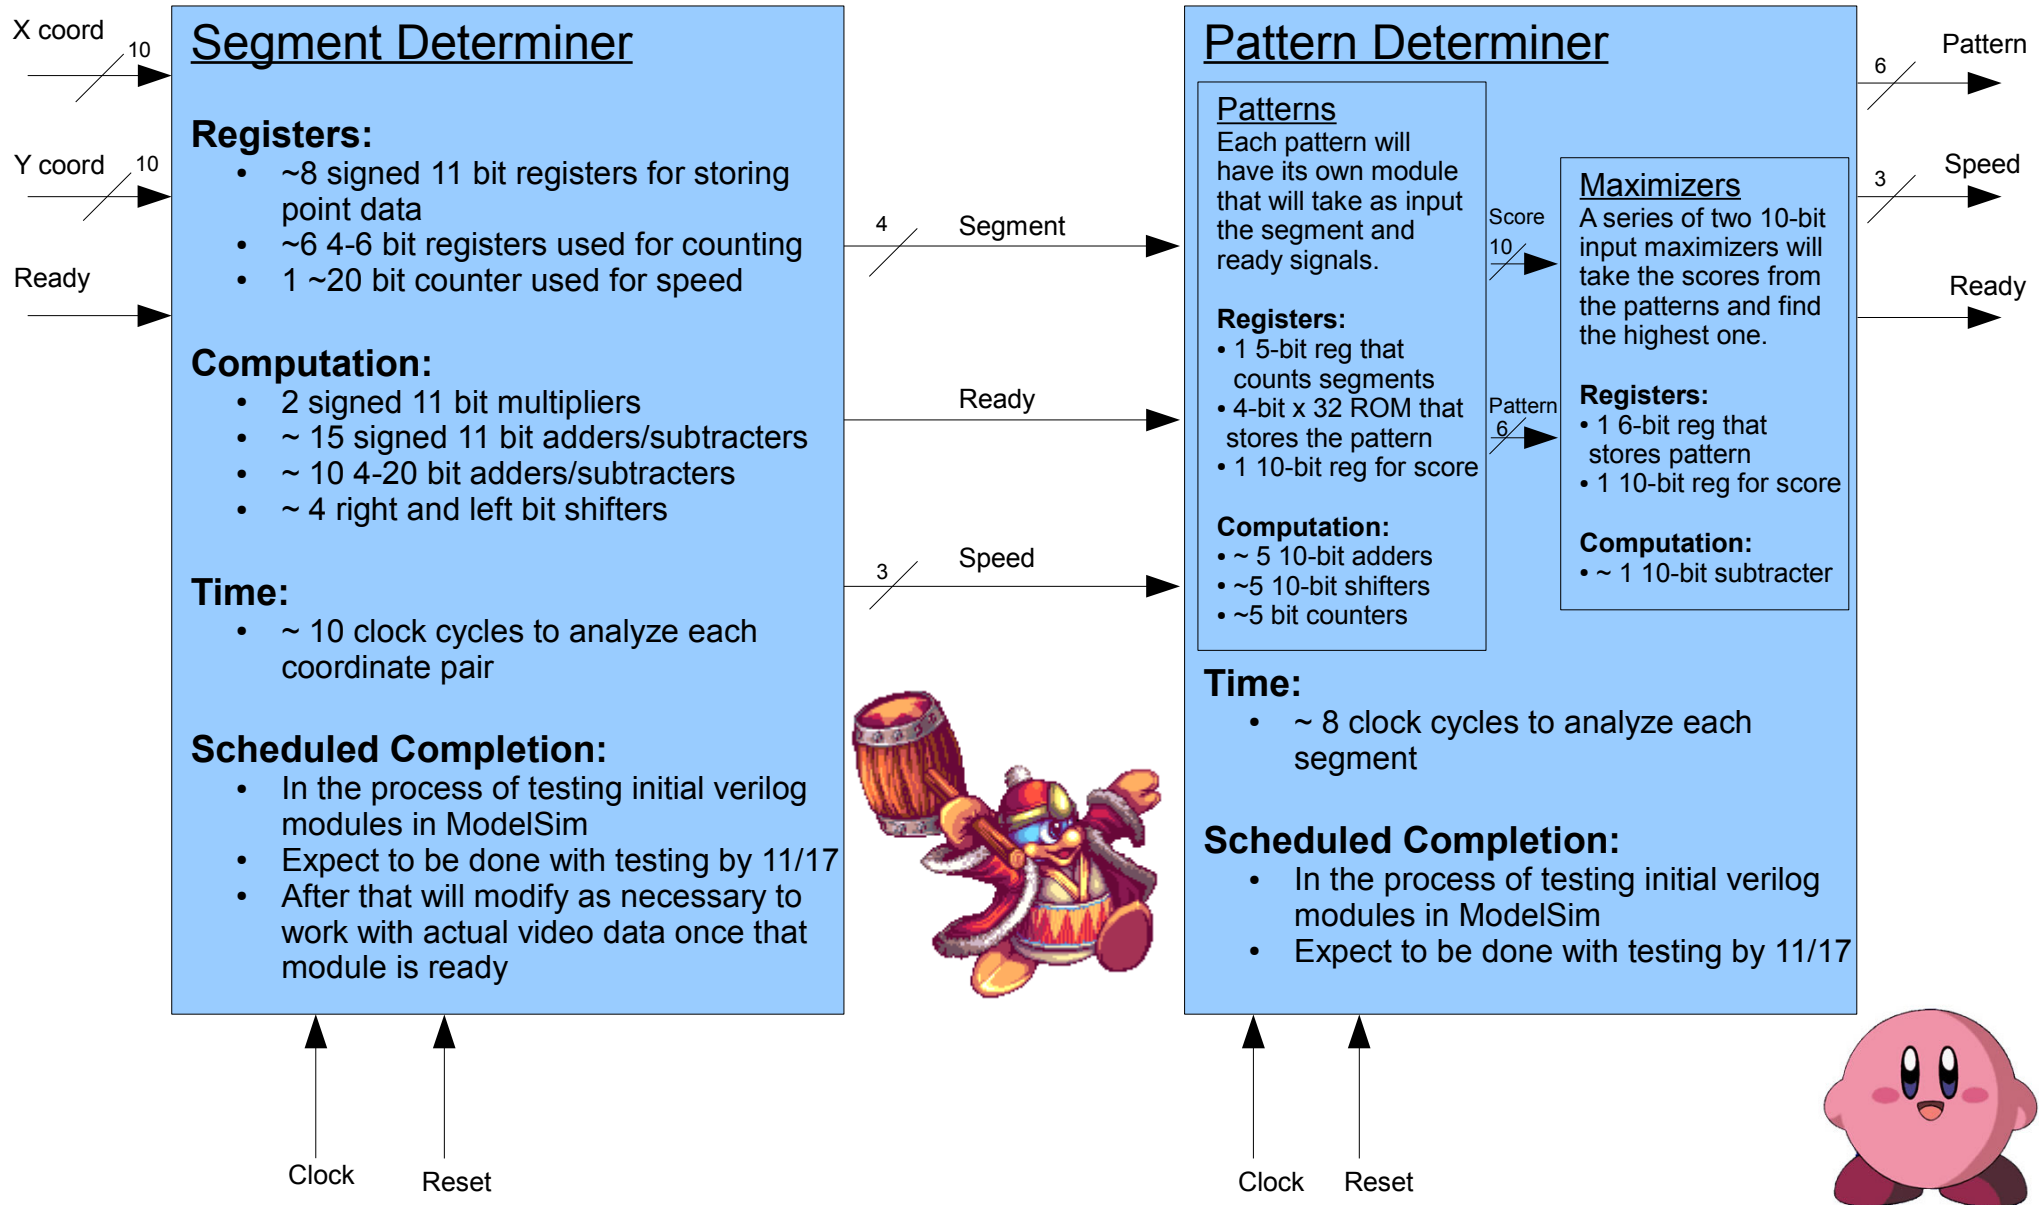 X coord
10
Y coord
10
Ready
Segment Determiner
Registers:
• ~8 signed 11 bit registers for storing
point data
• ~6 4-6 bit registers used for counting
• 1 ~20 bit counter used for speed
Computation:
• 2 signed 11 bit multipliers
• ~ 15 signed 11 bit adders/subtracters
• ~ 10 4-20 bit adders/subtracters
• ~ 4 right and left bit shifters
Time:
• ~ 10 clock cycles to analyze each
coordinate pair
Scheduled Completion:
• In the process of testing initial verilog
modules in ModelSim
• Expect to be done with testing by 11/17
• After that will modify as necessary to
work with actual video data once that
module is ready
Clock
Reset
4
Segment
Ready
3
Speed
Pattern Determiner
Patterns
Each pattern will
have its own module
that will take as input
the segment and
ready signals.
Registers:
• 1 5-bit reg that
counts segments
• 4-bit x 32 ROM that
stores the pattern
• 1 10-bit reg for score
Computation:
• ~ 5 10-bit adders
• ~5 10-bit shifters
• ~5 bit counters
Score
10
Pattern
6
Maximizers
A series of two 10-bit
input maximizers will
take the scores from
the patterns and find
the highest one.
Registers:
• 1 6-bit reg that
stores pattern
• 1 10-bit reg for score
Computation:
• ~ 1 10-bit subtracter
Time:
• ~ 8 clock cycles to analyze each
segment
Scheduled Completion:
• In the process of testing initial verilog
modules in ModelSim
• Expect to be done with testing by 11/17
Clock
Reset
6
Pattern
3
Speed
Ready